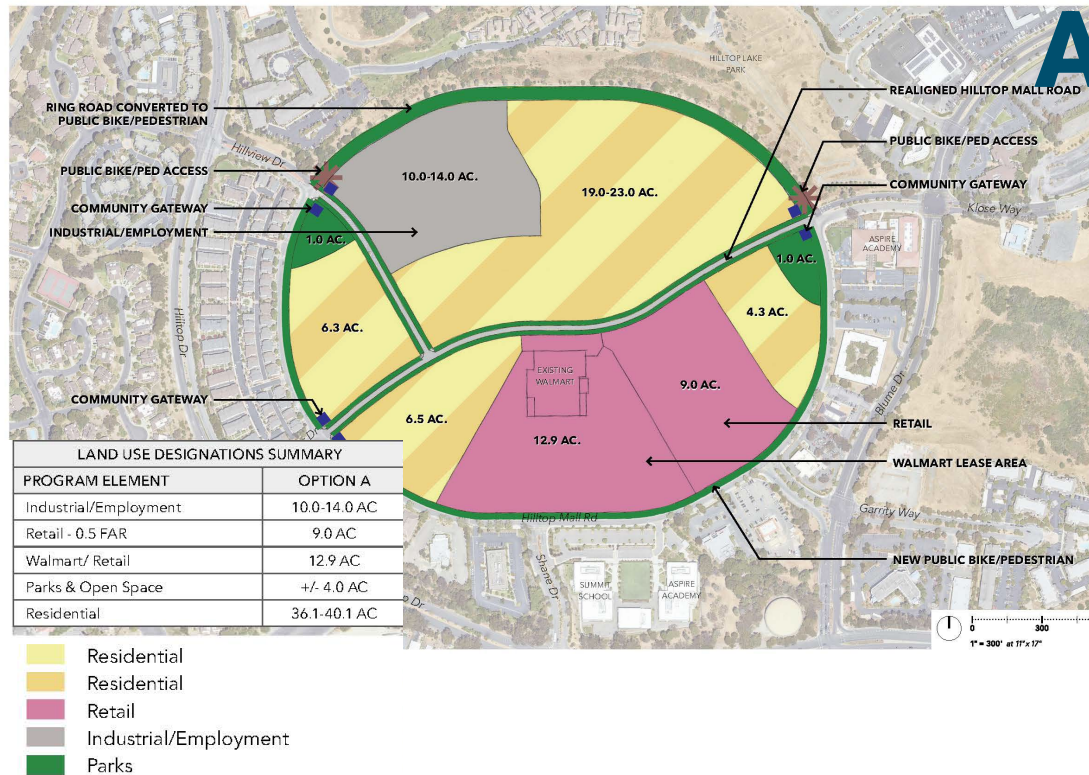 A
HILLTOP LAKE
PARK
RING ROAD CONVERTED TO
PUBLIC BIKE/PEDESTRIAN
REALIGNED HILLTOP MALL ROAD
Hillview Dr
PUBLIC BIKE/PED ACCESS
PUBLIC BIKE/PED ACCESS
10.0-14.0 AC.
19.0-23.0 AC.
COMMUNITY GATEWAY
COMMUNITY GATEWAY
Klose Way
INDUSTRIAL/EMPLOYMENT
1.0 AC.
ASPIRE
ACADEMY
1.0 AC.
Hilltop Dr
6.3 AC.
4.3 AC.
EXISTING
WALMART
9.0 AC.
Blume Dr
COMMUNITY GATEWAY
6.5 AC.
RETAIL
12.9 AC.
Dr
WALMART LEASE AREA
LAND USE DESIGNATIONS SUMMARY
PROGRAM ELEMENT OPTION A
Industrial/Employment 10.0-14.0 AC
Retail - 0.5 FAR 9.0 AC
Walmart/ Retail 12.9 AC
Parks & Open Space +/- 4.0 AC
Residential 36.1-40.1 AC
Hilltop Mall Rd
Garrity Way
Shane Dr
NEW PUBLIC BIKE/PEDESTRIAN
SUMMIT
SCHOOL
ASPIRE
ACADEMY
Dr
0 300
1" = 300' at 11"x 17"
Residential
Residential
Retail
Industrial/Employment
Parks